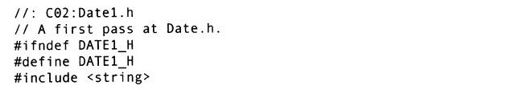 //: C02:Date1.h
// A first pass at Date.h.
#ifndef DATE1_H
#define DATE1_H
#include <string>